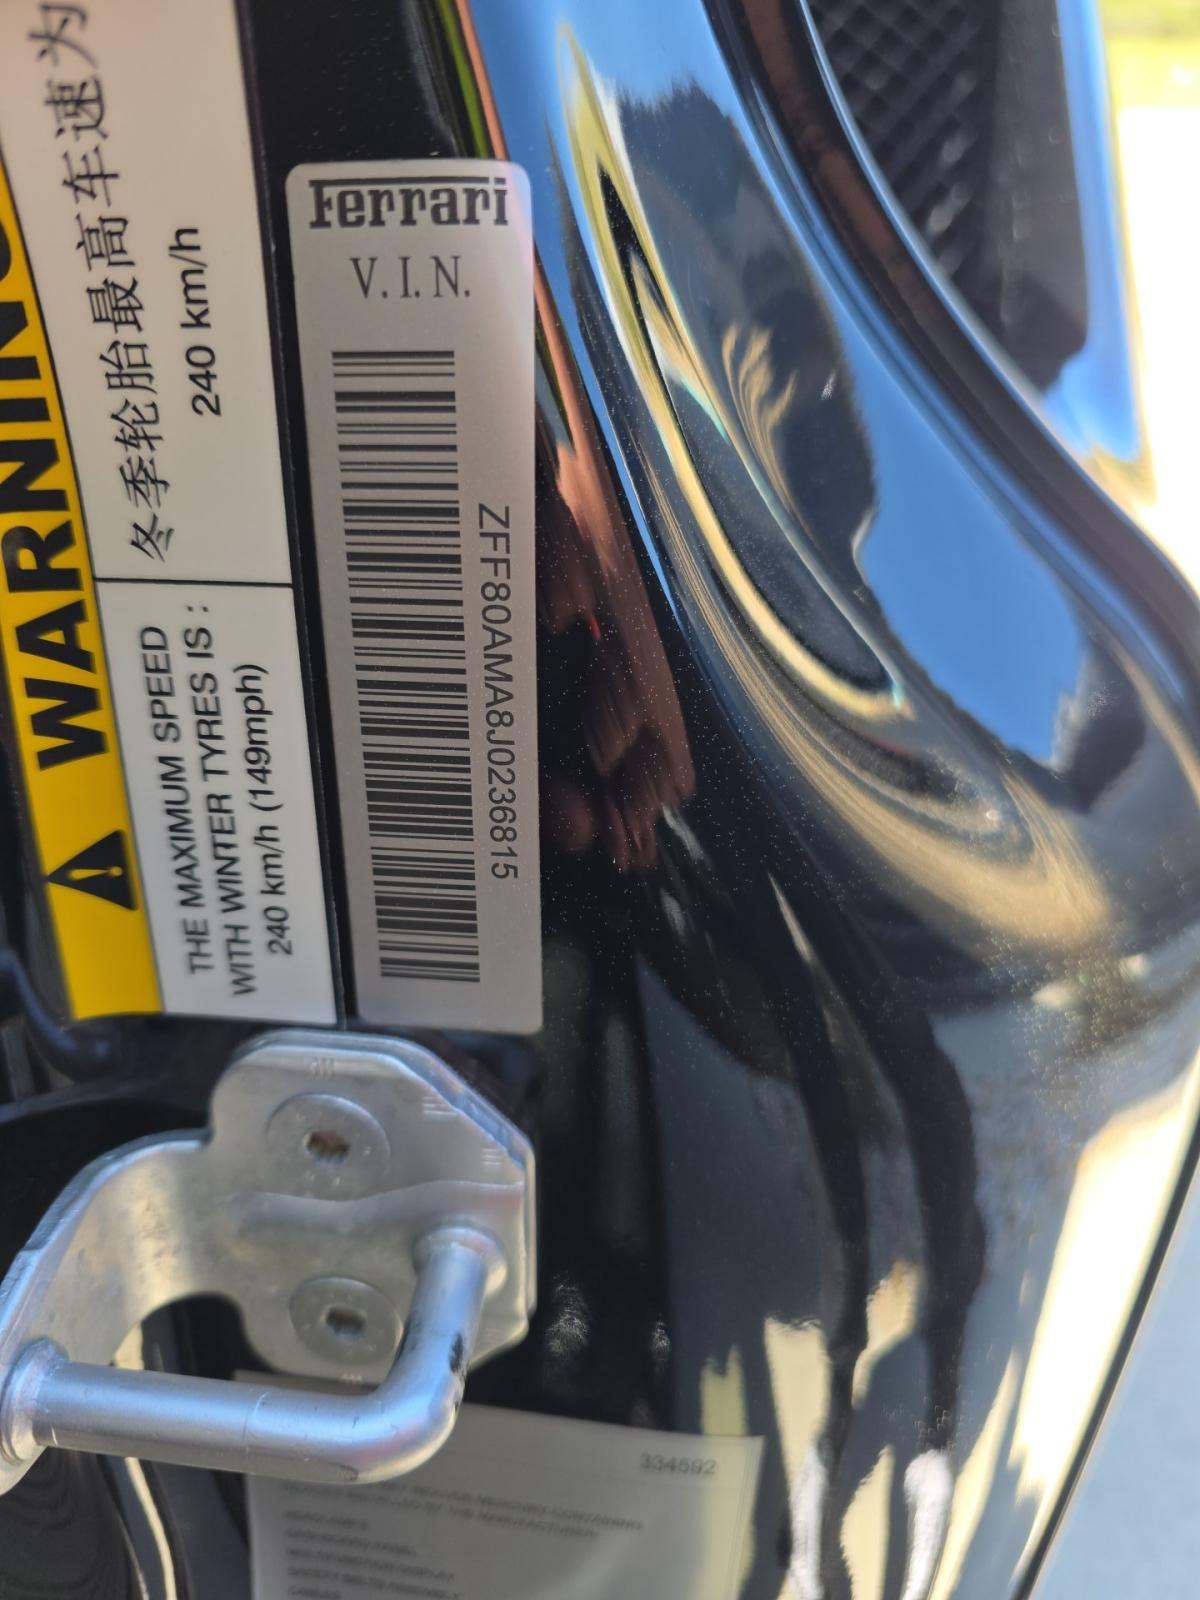 WARNING
冬季轮胎最高车速为
240 km/h
THE MAXIMUM SPEED
WITH WINTER TYRES IS :
240 km/h (149mph)
Ferrari
V.I.N.
ZFF80AMA8J0236815
334592